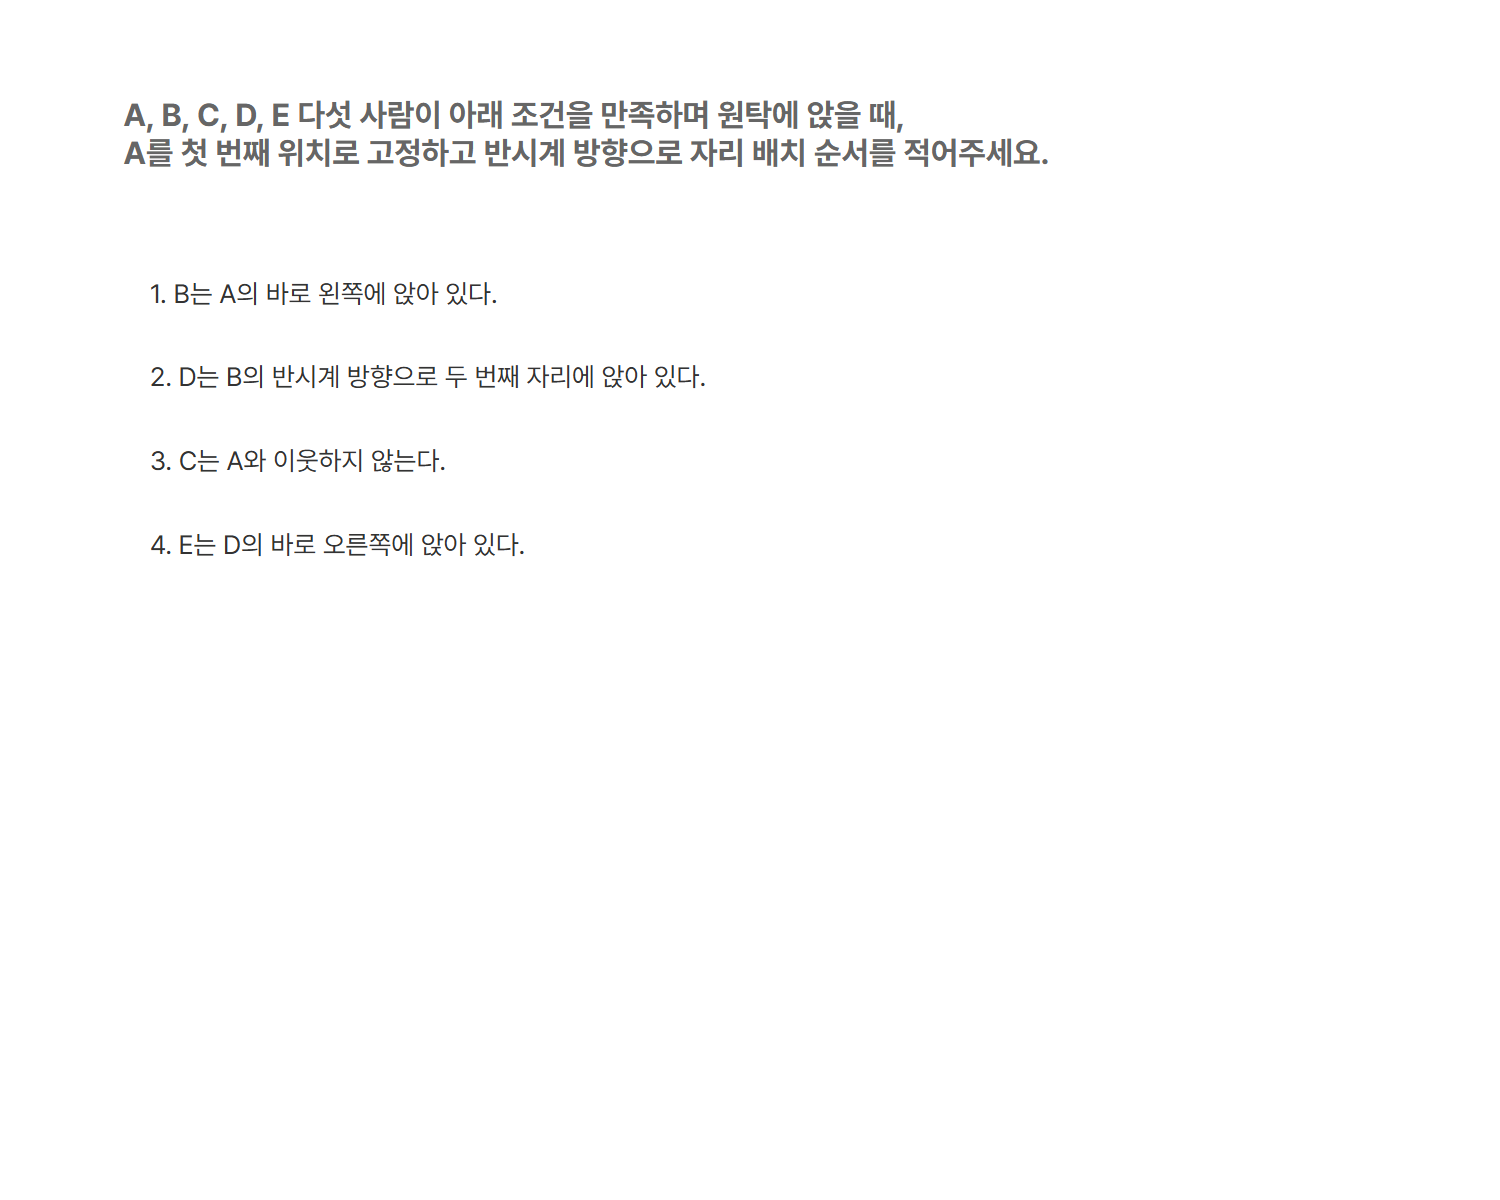 A, B, C, D, E 다섯 사람이 아래 조건을 만족하며 원탁에 앉을 때,
A를 첫 번째 위치로 고정하고 반시계 방향으로 자리 배치 순서를 적어주세요.
1. B는 A의 바로 왼쪽에 앉아 있다.
2. D는 B의 반시계 방향으로 두 번째 자리에 앉아 있다.
3. C는 A와 이웃하지 않는다.
4. E는 D의 바로 오른쪽에 앉아 있다.